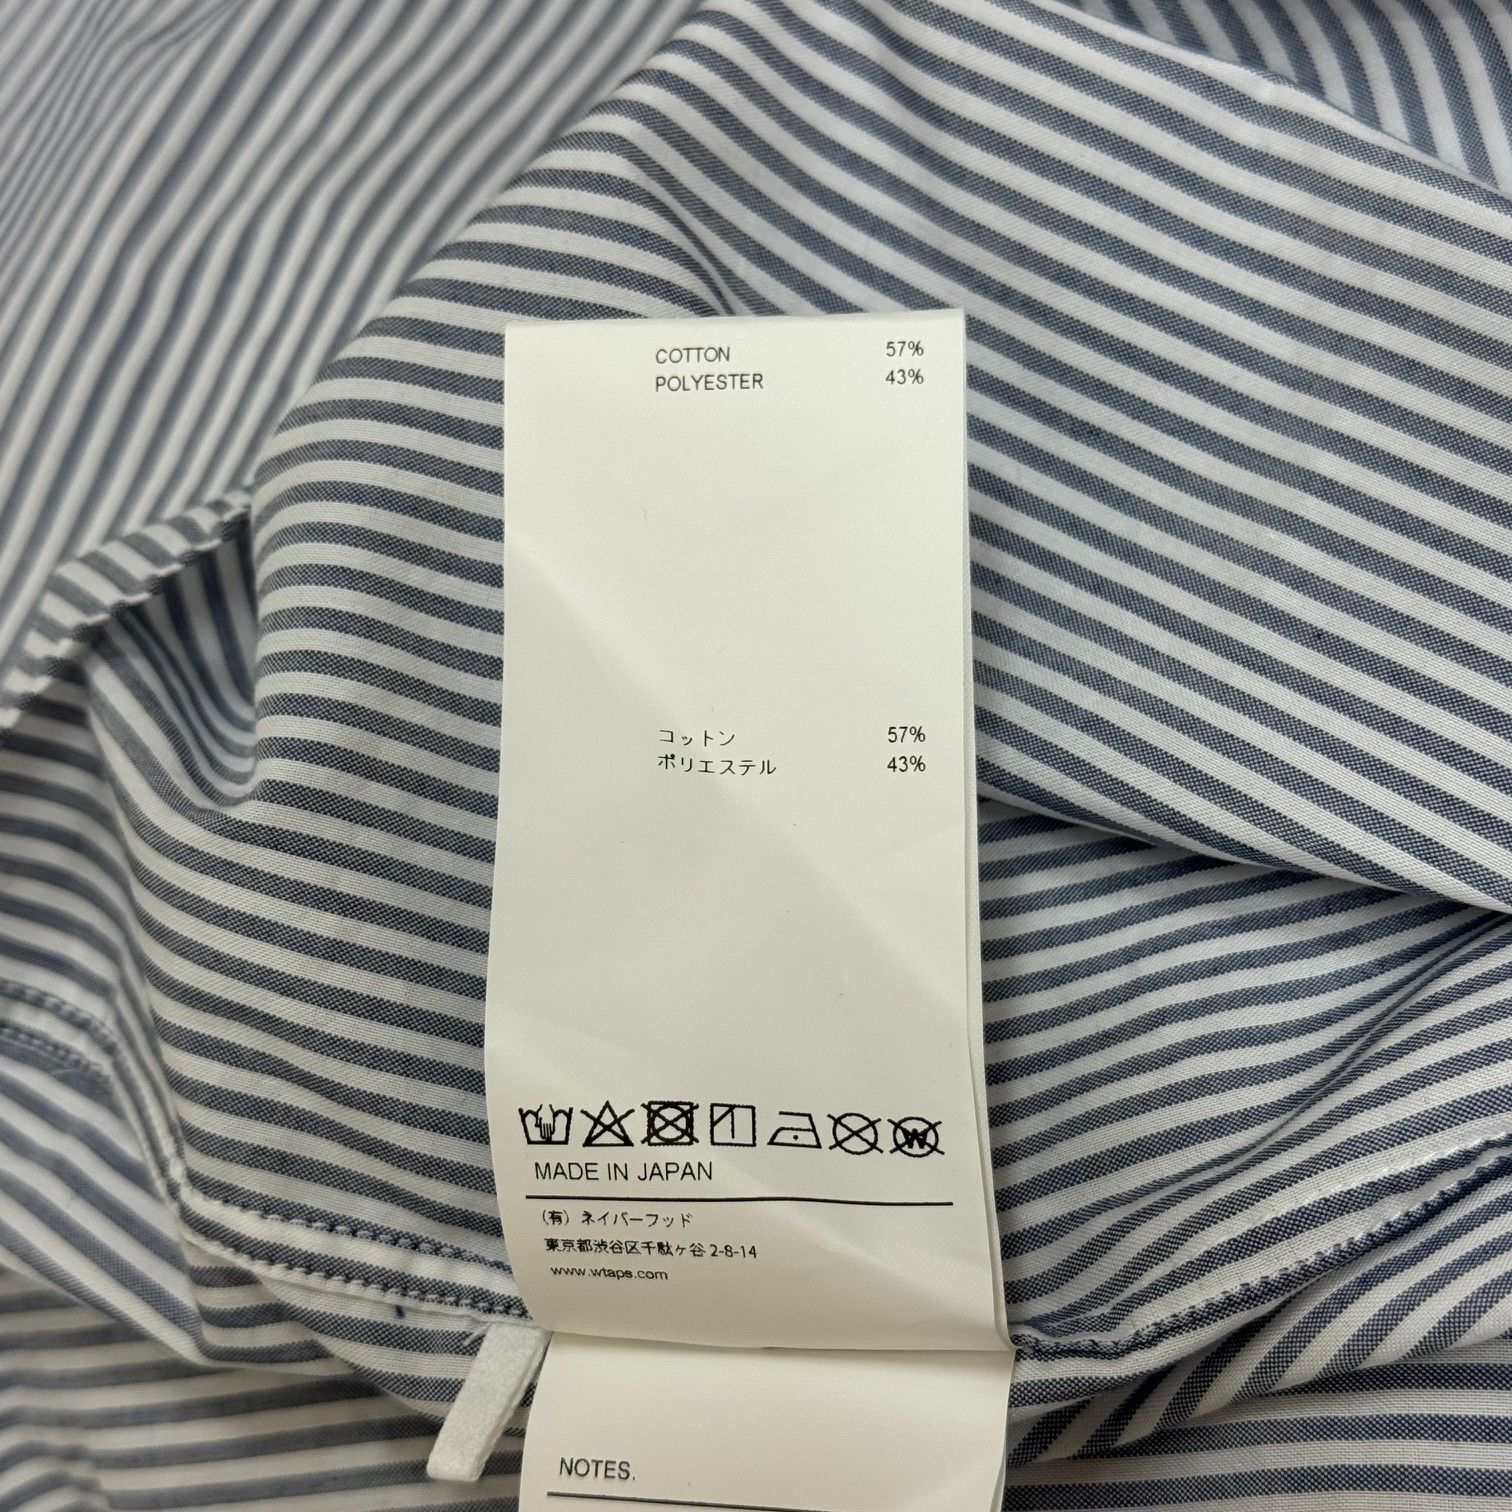 COTTON 57%
POLYESTER 43%
コットン 57%
ポリエステル 43%
MADE IN JAPAN
(有) ネイバーフッド
東京都渋谷区千駄ヶ谷 2-8-14
www.wtaps.com
NOTES.